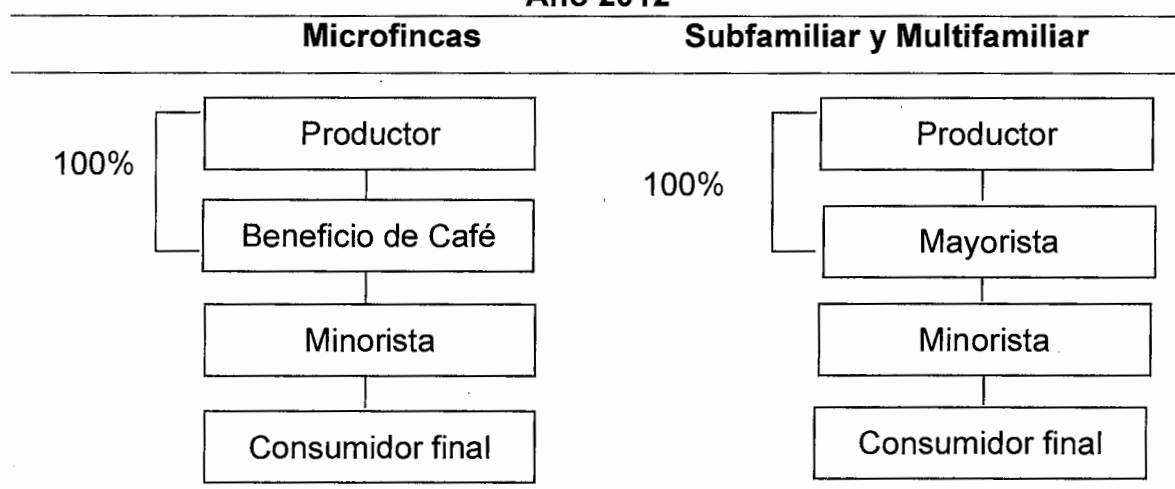 Año 2012
Microfincas Subfamiliar y Multifamiliar
Productor Productor
100% 100%
Beneficio de Café Mayorista
Minorista Minorista
Consumidor final Consumidor final